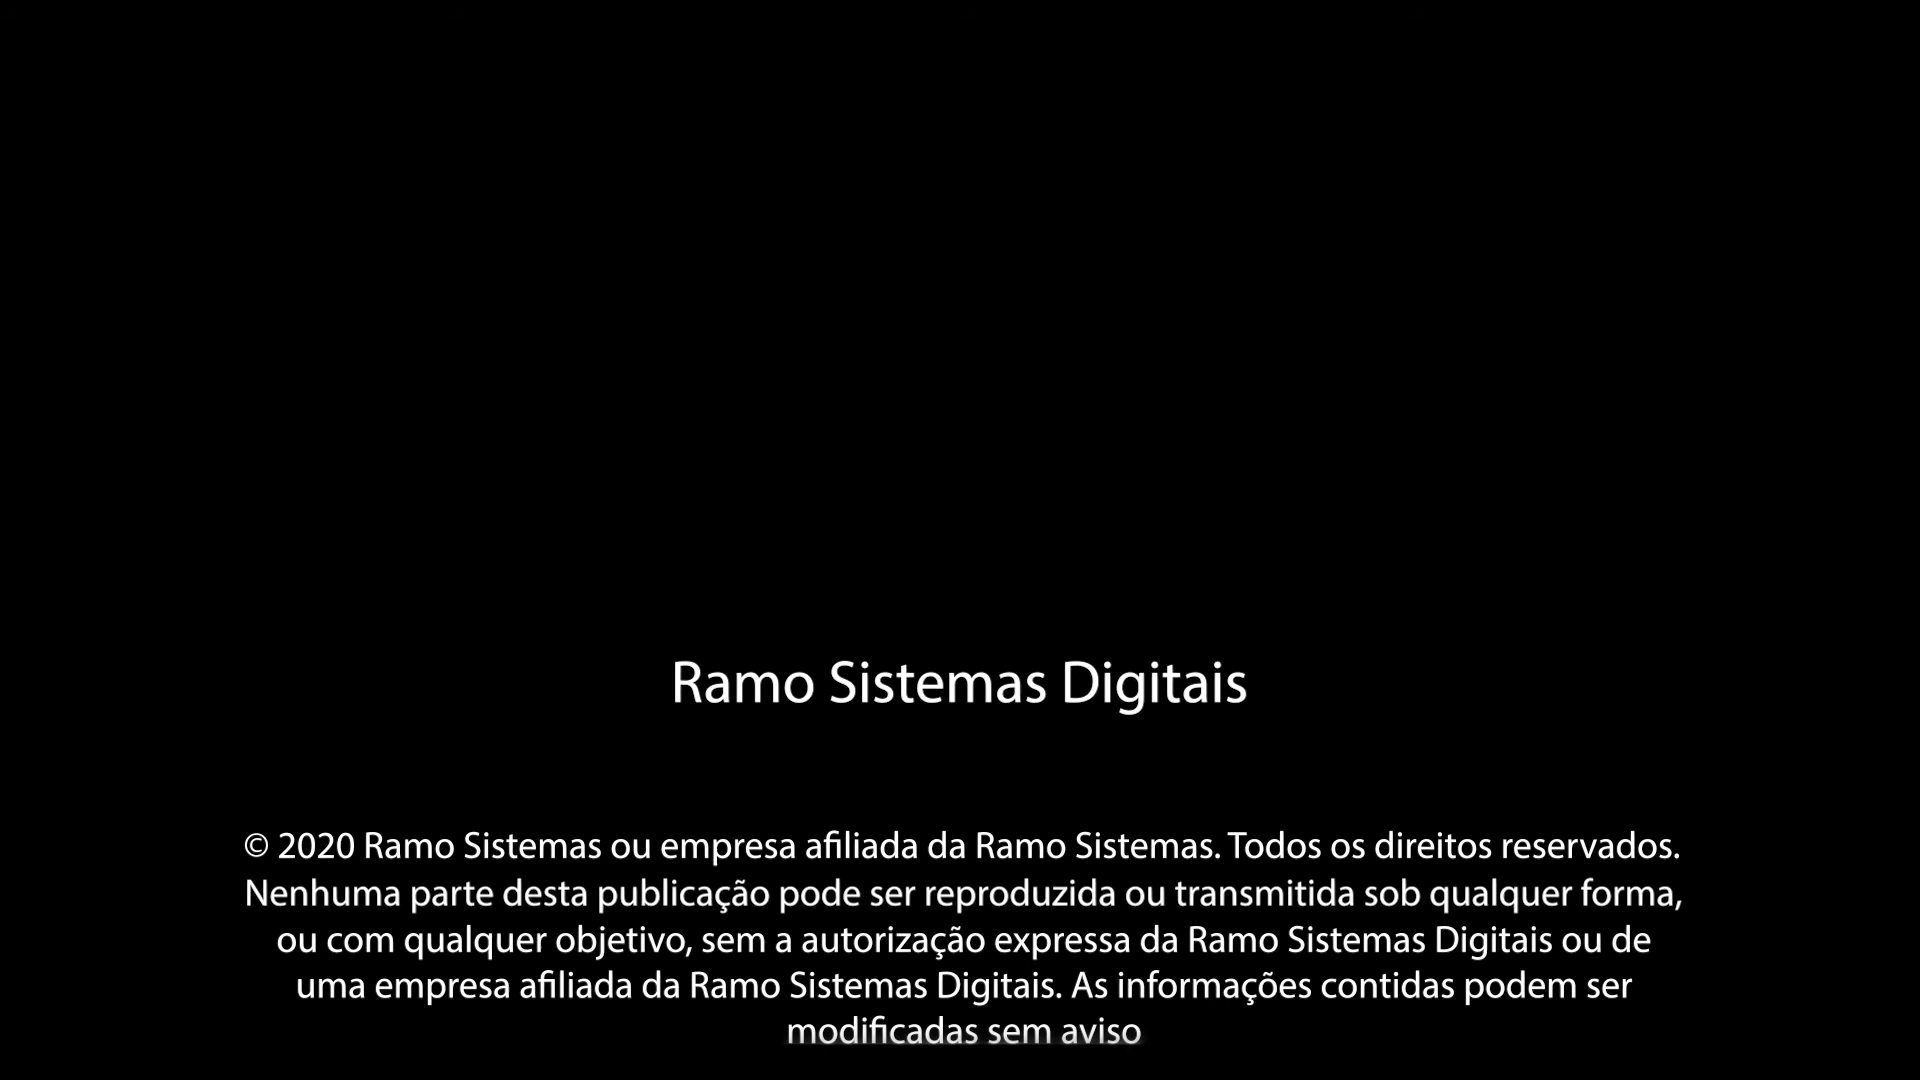 Ramo Sistemas Digitais
© 2020 Ramo Sistemas ou empresa afiliada da Ramo Sistemas. Todos os direitos reservados.
Nenhuma parte desta publicação pode ser reproduzida ou transmitida sob qualquer forma,
ou com qualquer objetivo, sem a autorização expressa da Ramo Sistemas Digitais ou de
uma empresa afiliada da Ramo Sistemas Digitais. As informações contidas podem ser
modificadas sem aviso